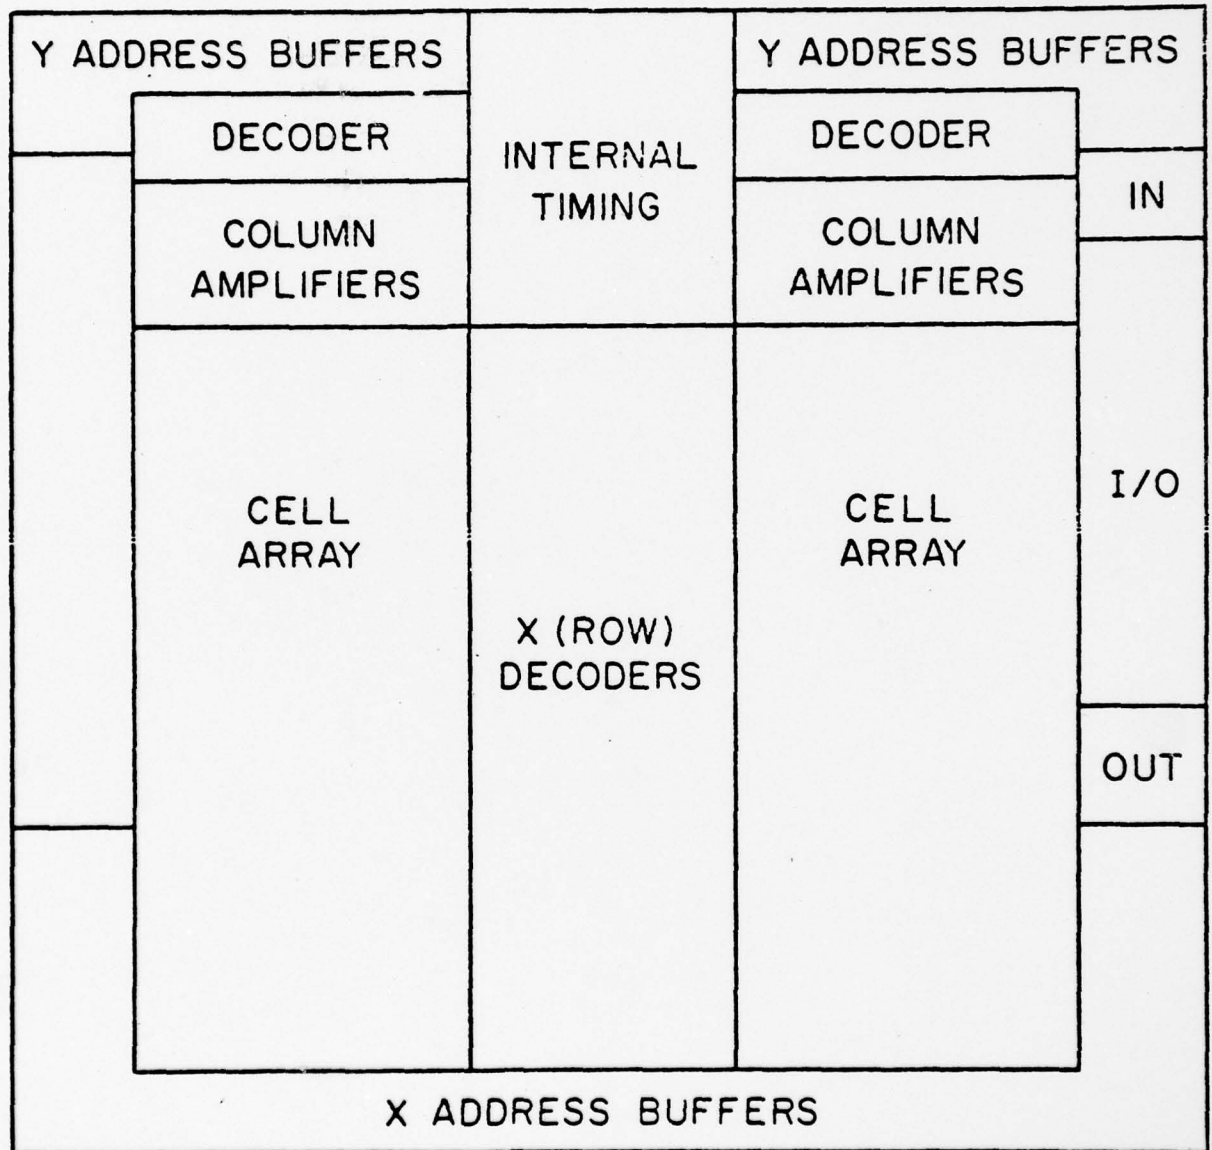 Y ADDRESS BUFFERS
Y ADDRESS BUFFERS
DECODER
DECODER
INTERNAL
TIMING
IN
COLUMN
AMPLIFIERS
COLUMN
AMPLIFIERS
CELL
ARRAY
CELL
ARRAY
I/O
X (ROW)
DECODERS
OUT
X ADDRESS BUFFERS